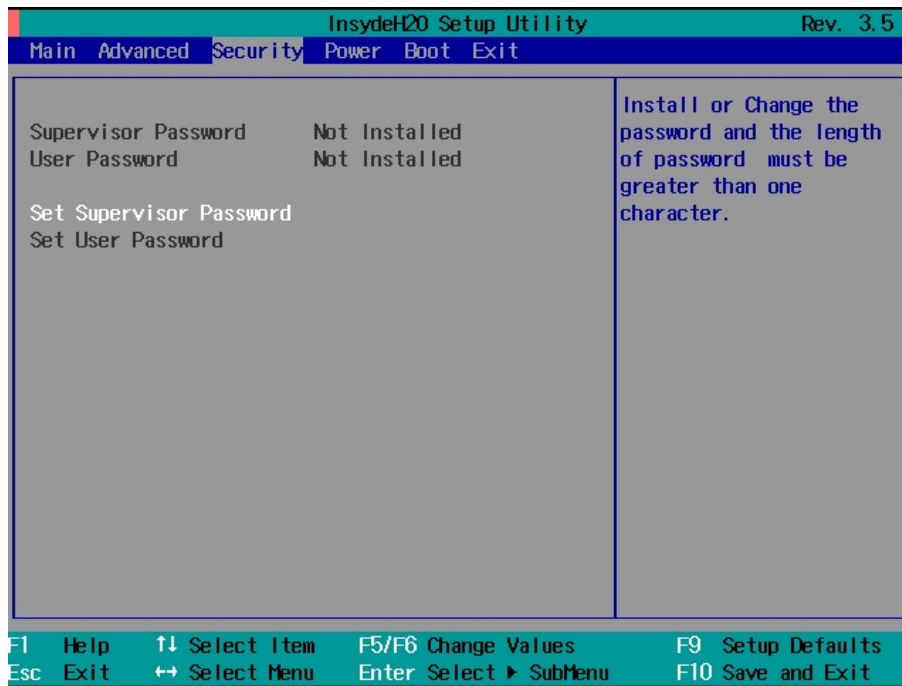 InsydeH2O Setup Utility Rev. 3.5
Main Advanced Security Power Boot Exit
Supervisor Password Not Installed
User Password Not Installed
Set Supervisor Password
Set User Password
Install or Change the
password and the length
of password must be
greater than one
character.
F1 Help ↑↓ Select Item F5/F6 Change Values F9 Setup Defaults
Esc Exit ↔ Select Menu Enter Select ▶ SubMenu F10 Save and Exit